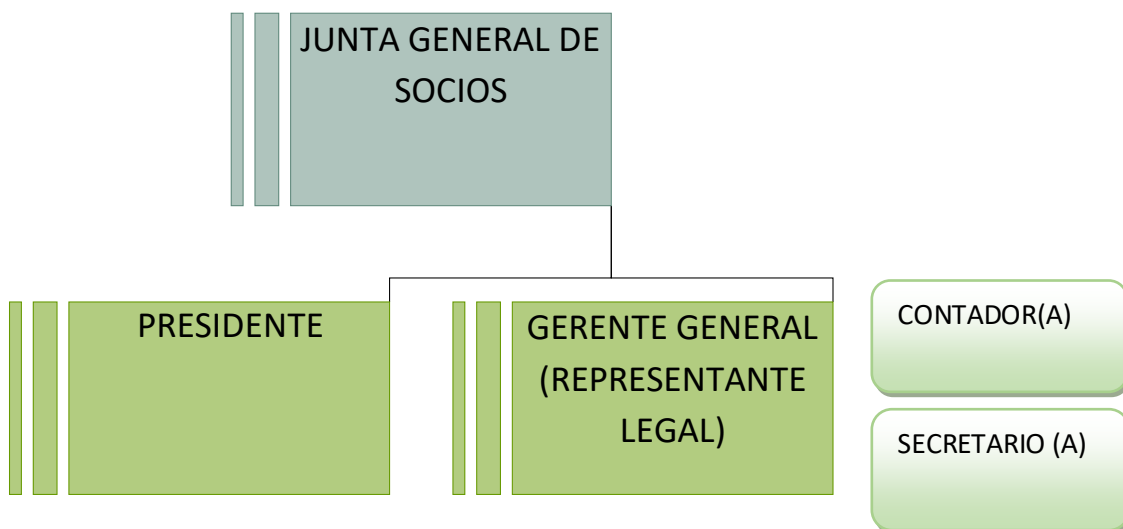 JUNTA GENERAL DE
SOCIOS
PRESIDENTE
GERENTE GENERAL
(REPRESENTANTE
LEGAL)
CONTADOR(A)
SECRETARIO (A)